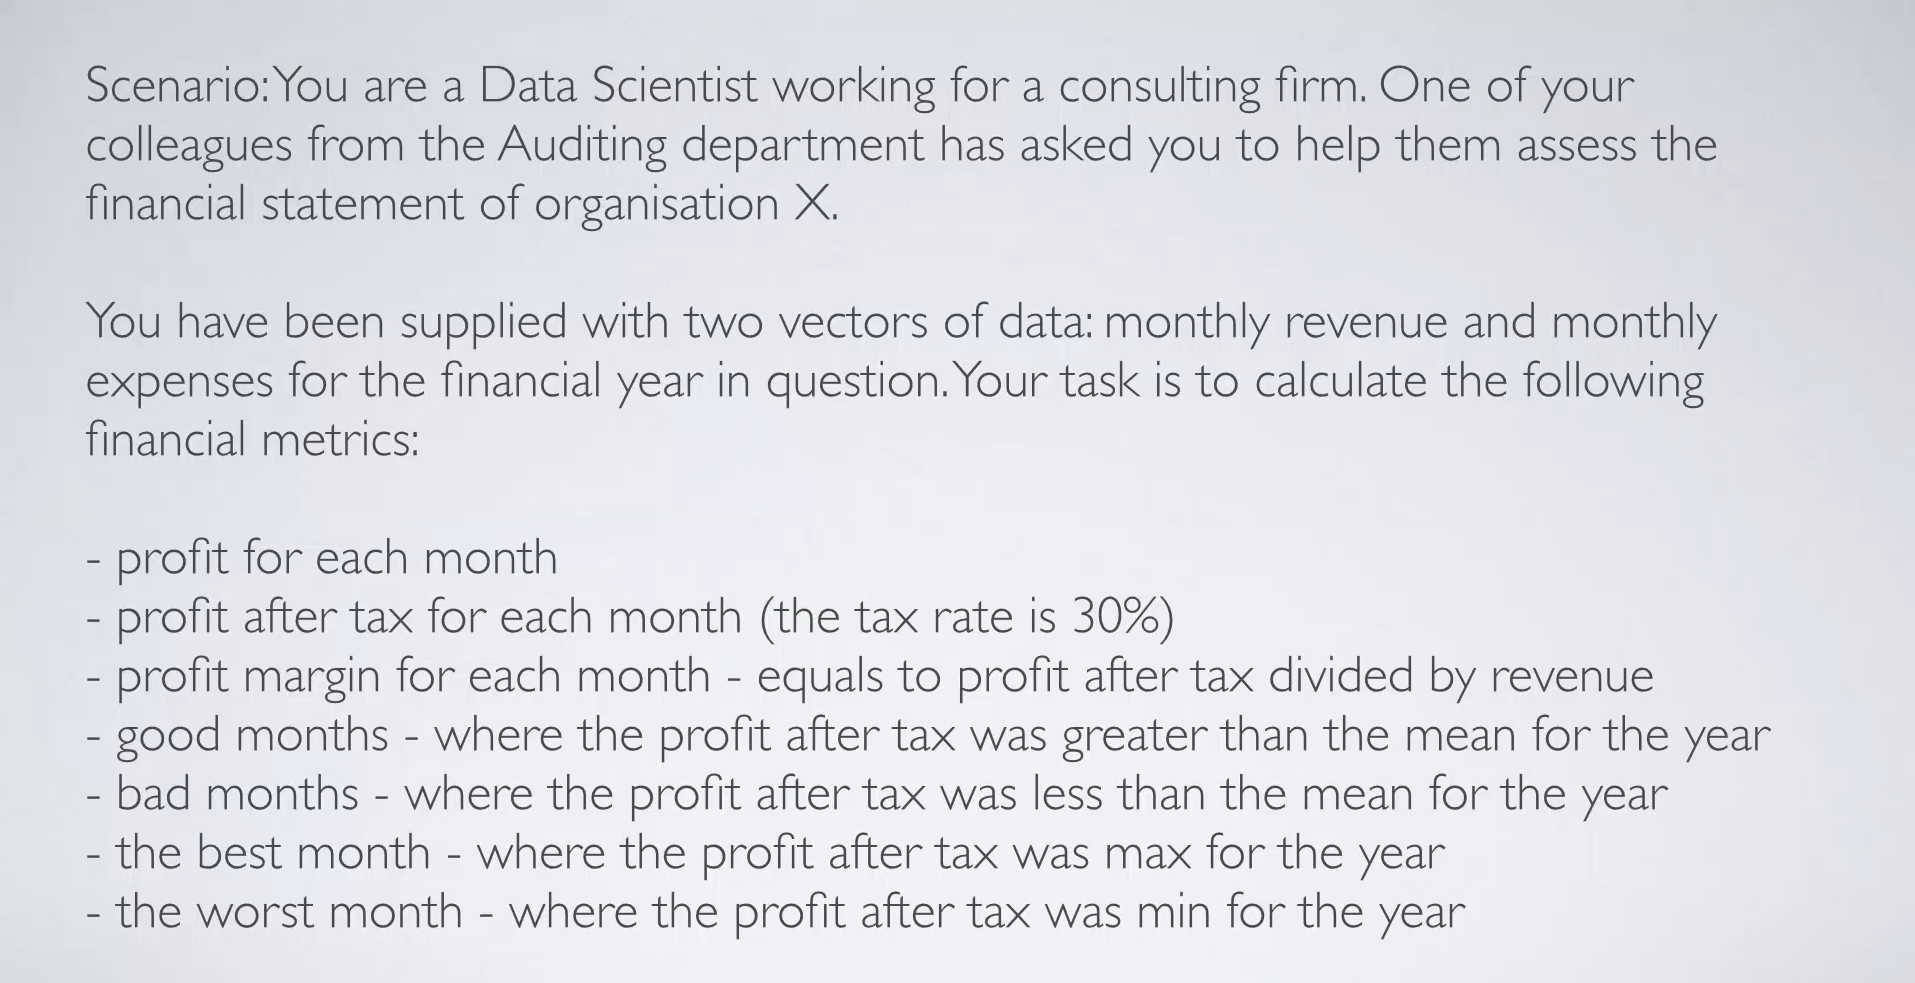 Scenario: You are a Data Scientist working for a consulting firm. One of your
colleagues from the Auditing department has asked you to help them assess the
financial statement of organisation X.
You have been supplied with two vectors of data: monthly revenue and monthly
expenses for the financial year in question. Your task is to calculate the following
financial metrics:
- profit for each month
- profit after tax for each month (the tax rate is 30%)
- profit margin for each month - equals to profit after tax divided by revenue
- good months - where the profit after tax was greater than the mean for the year
- bad months - where the profit after tax was less than the mean for the year
- the best month - where the profit after tax was max for the year
- the worst month - where the profit after tax was min for the year